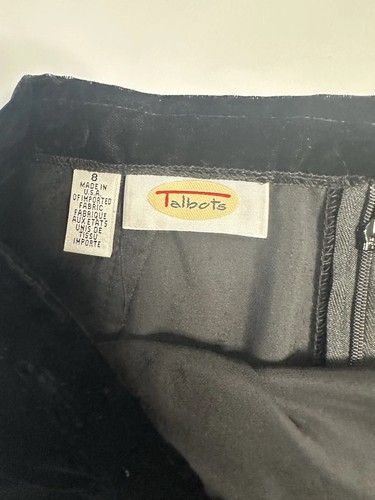 8
MADE IN
U.S.A.
OF IMPORTED
FABRIC
FABRIQUE
AUX ETATS
UNIS DE
TISSU
IMPORTE
Talbots